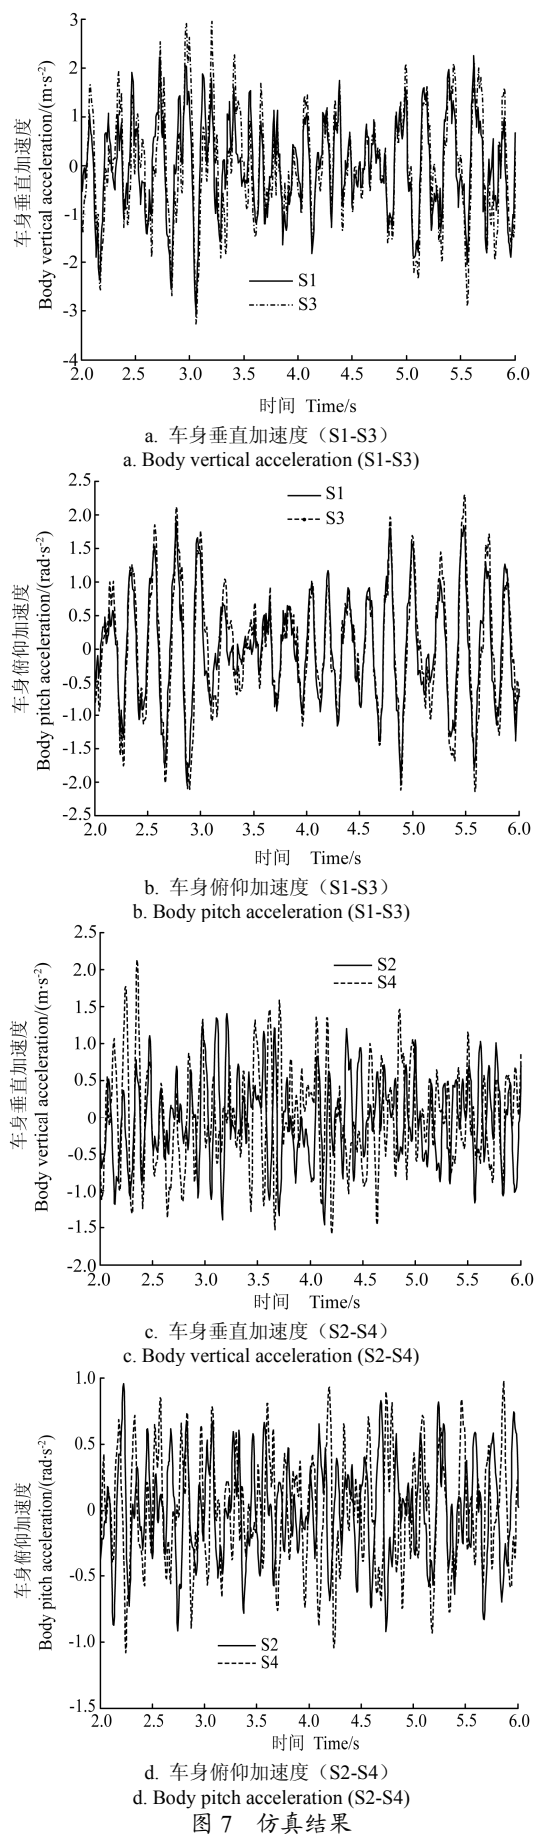 3
2
1
0
-1
-2
-3
-4
车身垂直加速度
Body vertical acceleration/(m·s⁻²)
S1
S3
2.0 2.5 3.0 3.5 4.0 4.5 5.0 5.5 6.0
时间 Time/s
a. 车身垂直加速度（S1-S3）
a. Body vertical acceleration (S1-S3)
2.5
2.0
1.5
1.0
0.5
0
-0.5
-1.0
-1.5
-2.0
-2.5
车身俯仰加速度
Body pitch acceleration/(rad·s⁻²)
S1
S3
2.0 2.5 3.0 3.5 4.0 4.5 5.0 5.5 6.0
时间 Time/s
b. 车身俯仰加速度（S1-S3）
b. Body pitch acceleration (S1-S3)
2.5
2.0
1.5
1.0
0.5
0
-0.5
-1.0
-1.5
-2.0
车身垂直加速度
Body vertical acceleration/(m·s⁻²)
S2
S4
2.0 2.5 3.0 3.5 4.0 4.5 5.0 5.5 6.0
时间 Time/s
c. 车身垂直加速度（S2-S4）
c. Body vertical acceleration (S2-S4)
1.0
0.5
0
-0.5
-1.0
-1.5
车身俯仰加速度
Body pitch acceleration/(rad·s⁻²)
S2
S4
2.0 2.5 3.0 3.5 4.0 4.5 5.0 5.5 6.0
时间 Time/s
d. 车身俯仰加速度（S2-S4）
d. Body pitch acceleration (S2-S4)
图 7 仿真结果